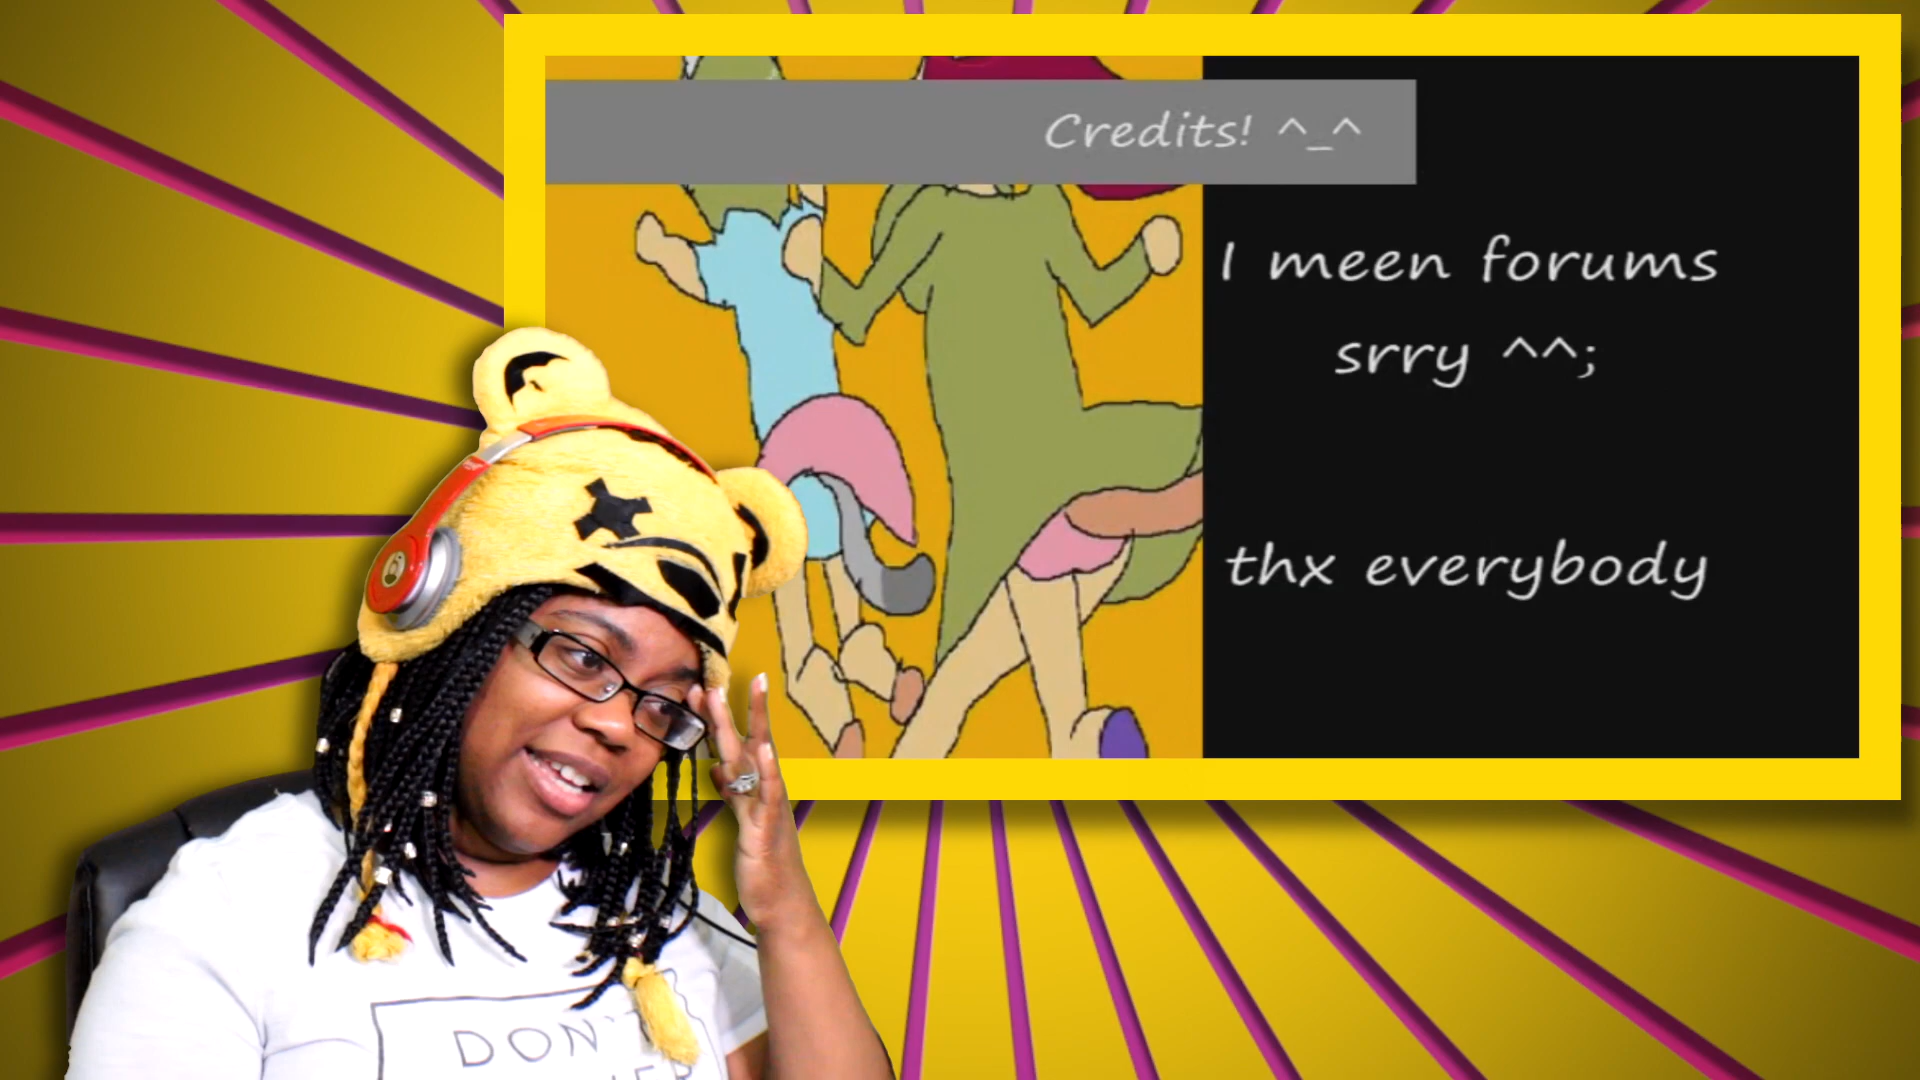 Credits! ^_^
I meen forums
srry ^^;
thx everybody
DON'T